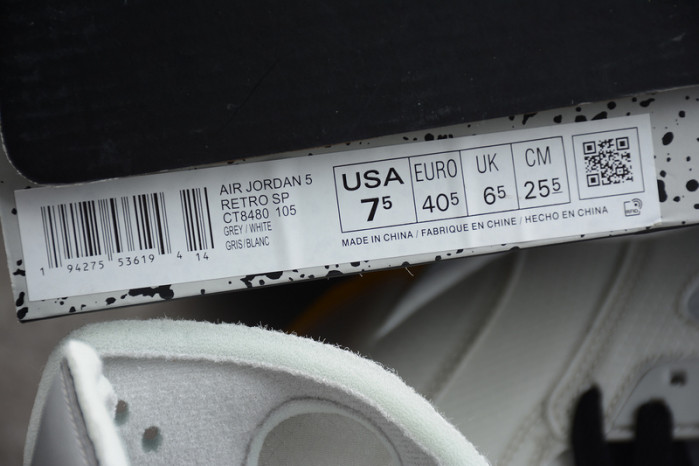 AIR JORDAN 5
RETRO SP
CT8480 105
GREY / WHITE
GRIS/BLANC
1 94275 53619 4 14
USA
7⁵
EURO
40⁵
UK
6⁵
CM
25⁵
MADE IN CHINA / FABRIQUE EN CHINE / HECHO EN CHINA